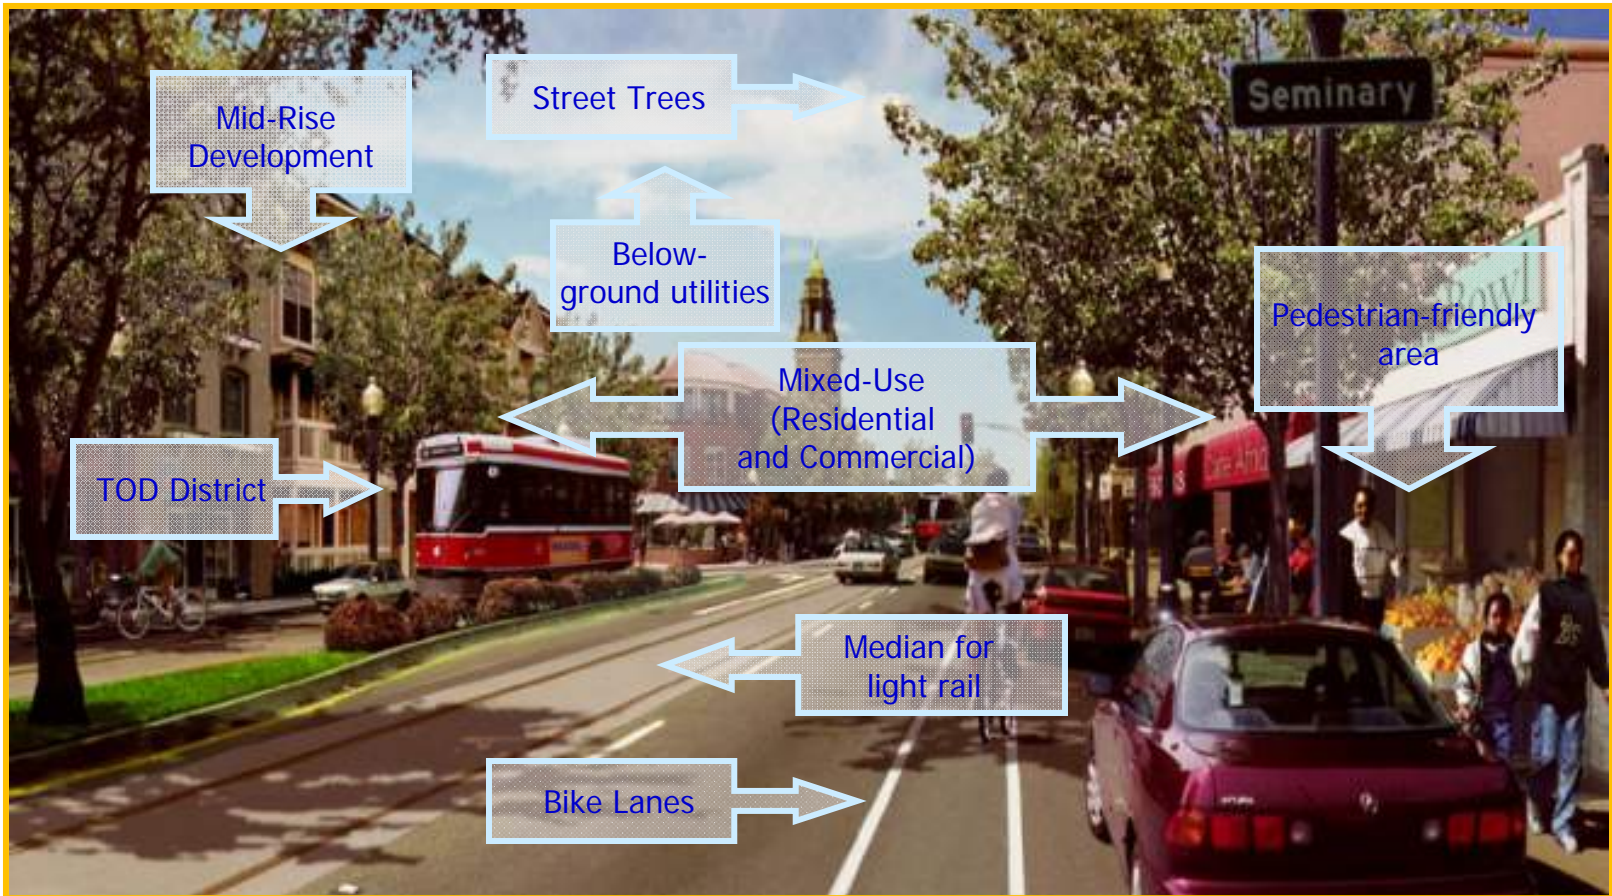 Street Trees
Seminary
Mid-Rise
Development
Below-
ground utilities
Pedestrian-friendly
area
Mixed-Use
(Residential
and Commercial)
TOD District
Median for
light rail
Bike Lanes